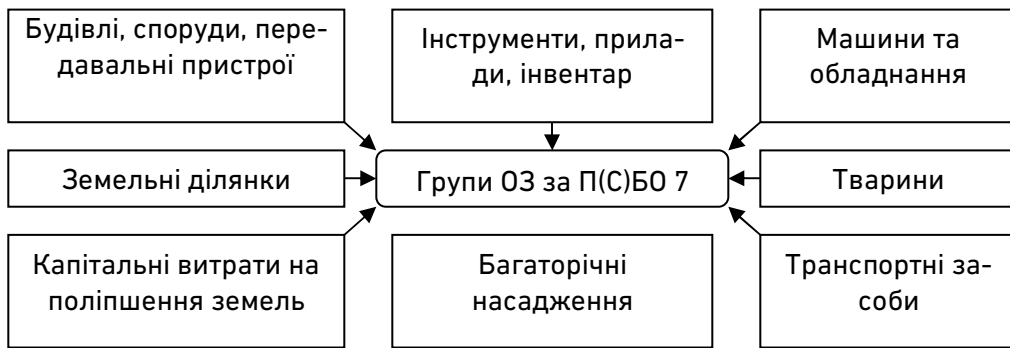 Будівлі, споруди, пере-
давальні пристрої
Інструменти, прила-
ди, інвентар
Машини та
обладнання
Земельні ділянки
Групи ОЗ за П(С)БО 7
Тварини
Капітальні витрати на
поліпшення земель
Багаторічні
насадження
Транспортні за-
соби